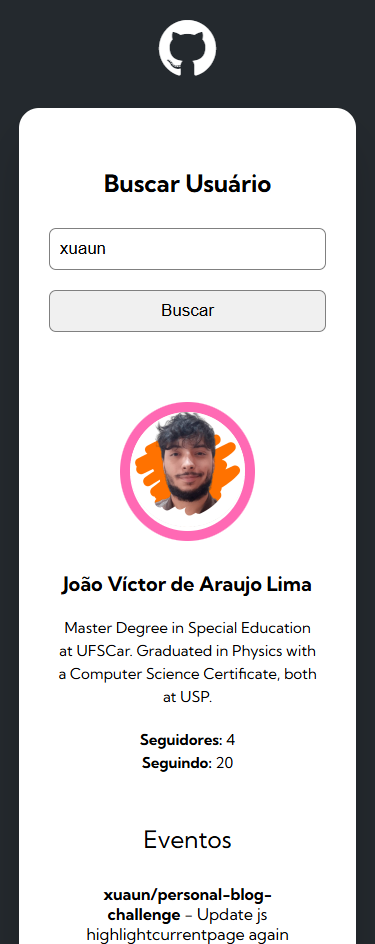 Buscar Usuário
xuaun
Buscar
João Víctor de Araujo Lima
Master Degree in Special Education
at UFSCar. Graduated in Physics with
a Computer Science Certificate, both
at USP.
Seguidores: 4
Seguindo: 20
Eventos
xuaun/personal-blog-
challenge - Update js
highlightcurrentpage again